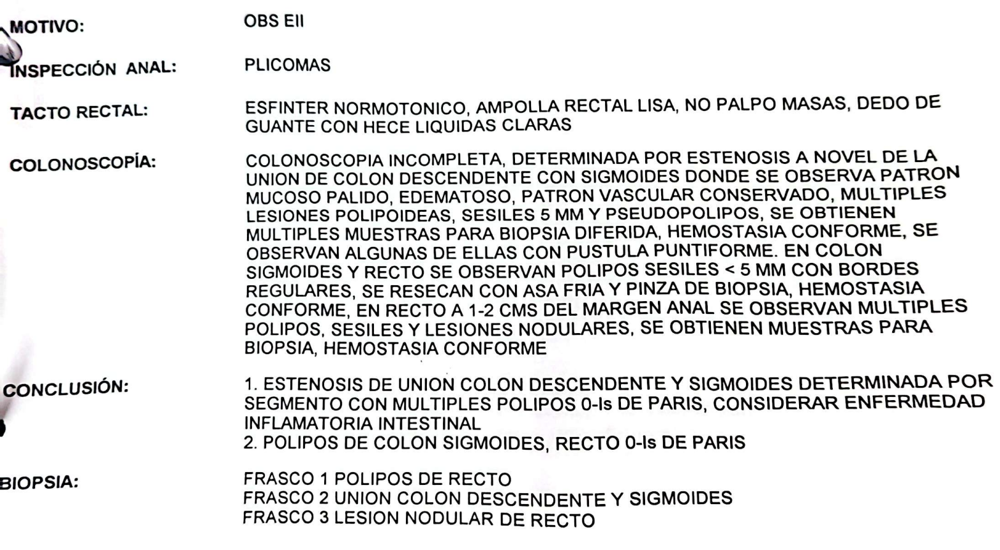 MOTIVO: OBS EII
INSPECCIÓN ANAL: PLICOMAS
TACTO RECTAL: ESFINTER NORMOTONICO, AMPOLLA RECTAL LISA, NO PALPO MASAS, DEDO DE
GUANTE CON HECE LIQUIDAS CLARAS
COLONOSCOPÍA: COLONOSCOPIA INCOMPLETA, DETERMINADA POR ESTENOSIS A NOVEL DE LA
UNION DE COLON DESCENDENTE CON SIGMOIDES DONDE SE OBSERVA PATRON
MUCOSO PALIDO, EDEMATOSO, PATRON VASCULAR CONSERVADO, MULTIPLES
LESIONES POLIPOIDEAS, SESILES 5 MM Y PSEUDOPOLIPOS, SE OBTIENEN
MULTIPLES MUESTRAS PARA BIOPSIA DIFERIDA, HEMOSTASIA CONFORME, SE
OBSERVAN ALGUNAS DE ELLAS CON PUSTULA PUNTIFORME. EN COLON
SIGMOIDES Y RECTO SE OBSERVAN POLIPOS SESILES < 5 MM CON BORDES
REGULARES, SE RESECAN CON ASA FRIA Y PINZA DE BIOPSIA, HEMOSTASIA
CONFORME, EN RECTO A 1-2 CMS DEL MARGEN ANAL SE OBSERVAN MULTIPLES
POLIPOS, SESILES Y LESIONES NODULARES, SE OBTIENEN MUESTRAS PARA
BIOPSIA, HEMOSTASIA CONFORME
CONCLUSIÓN: 1. ESTENOSIS DE UNION COLON DESCENDENTE Y SIGMOIDES DETERMINADA POR
SEGMENTO CON MULTIPLES POLIPOS 0-Is DE PARIS, CONSIDERAR ENFERMEDAD
INFLAMATORIA INTESTINAL
2. POLIPOS DE COLON SIGMOIDES, RECTO 0-Is DE PARIS
BIOPSIA: FRASCO 1 POLIPOS DE RECTO
FRASCO 2 UNION COLON DESCENDENTE Y SIGMOIDES
FRASCO 3 LESION NODULAR DE RECTO